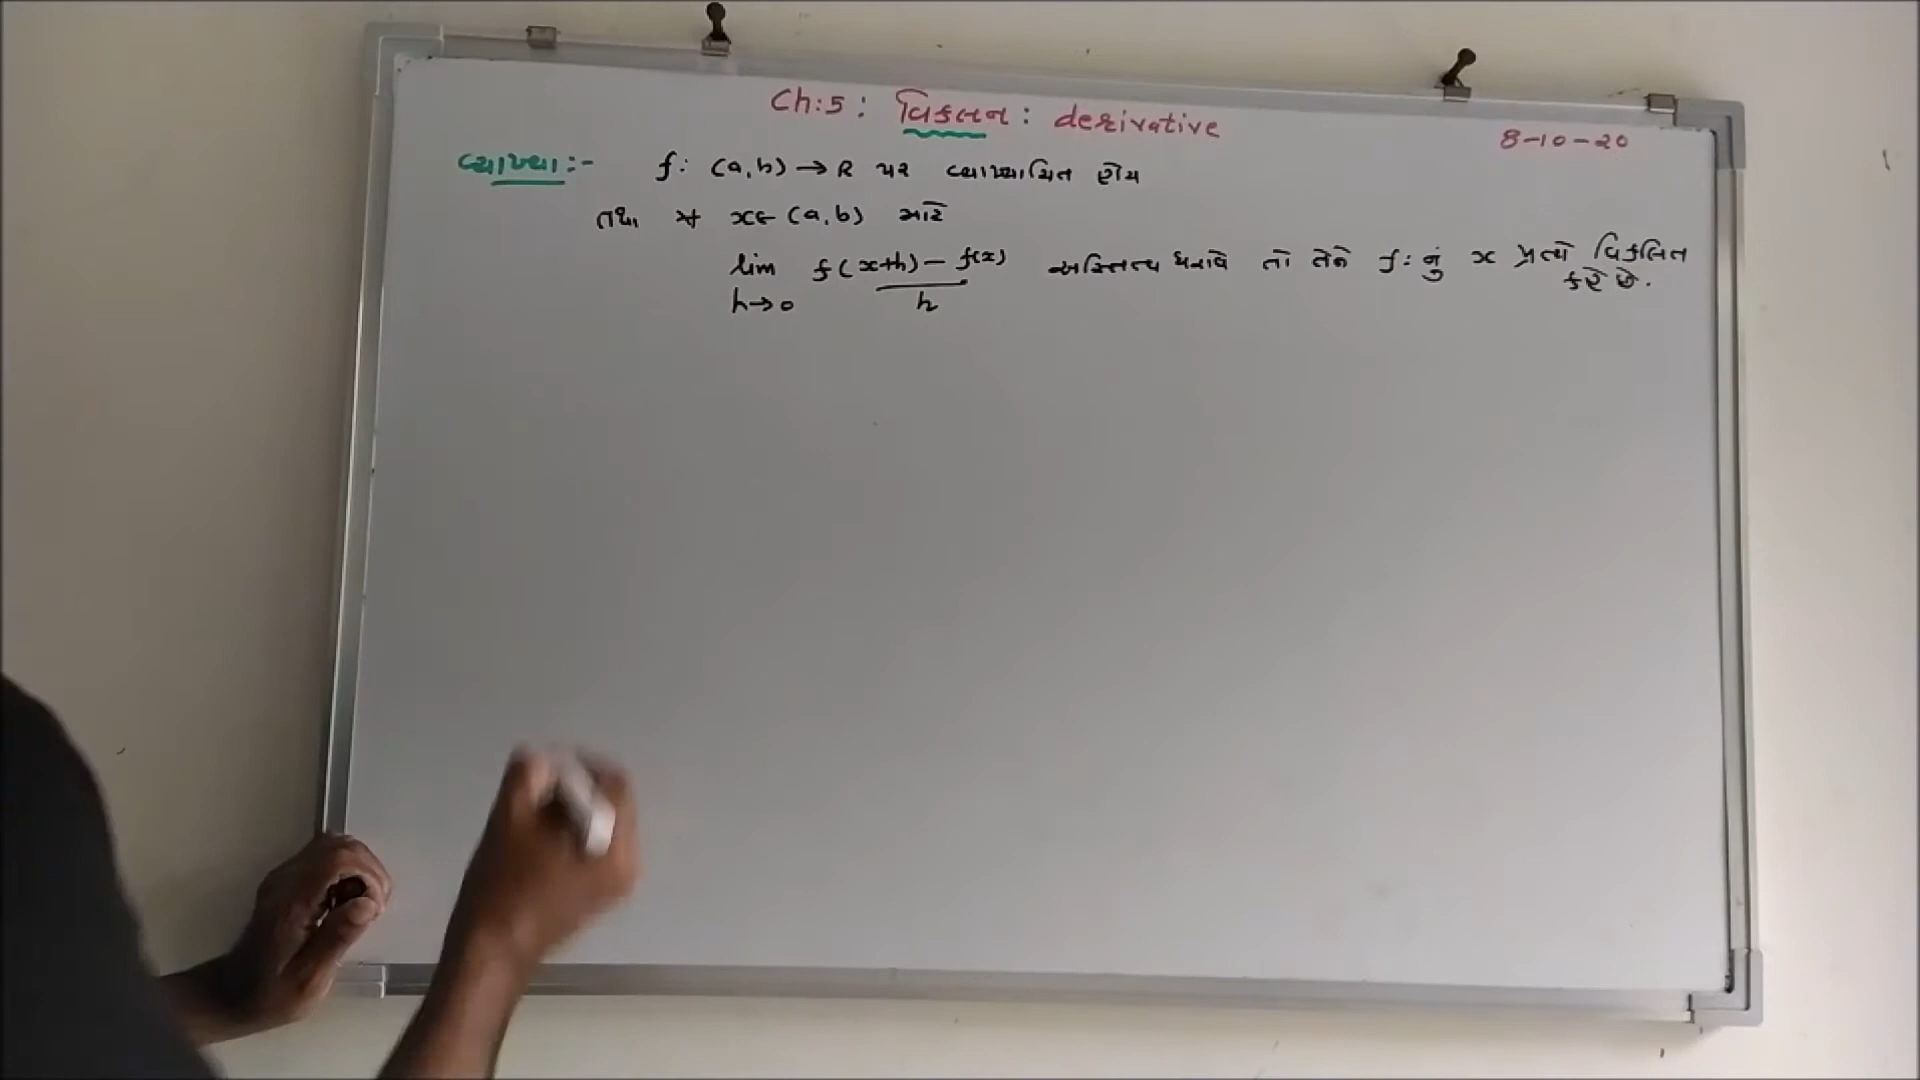 Ch:5 : વિકલન : derivative
8-10-20
વ્યાખ્યા :- f: (a,b) → R પર વ્યાખ્યાયિત હોય
તથા ∀ x∈(a,b) માટે
lim h→0 f(x+h) - f(x) / h અસ્તિત્વ ધરાવે તો તેને f: નું x પ્રત્યે વિકલિત
કહે છે.